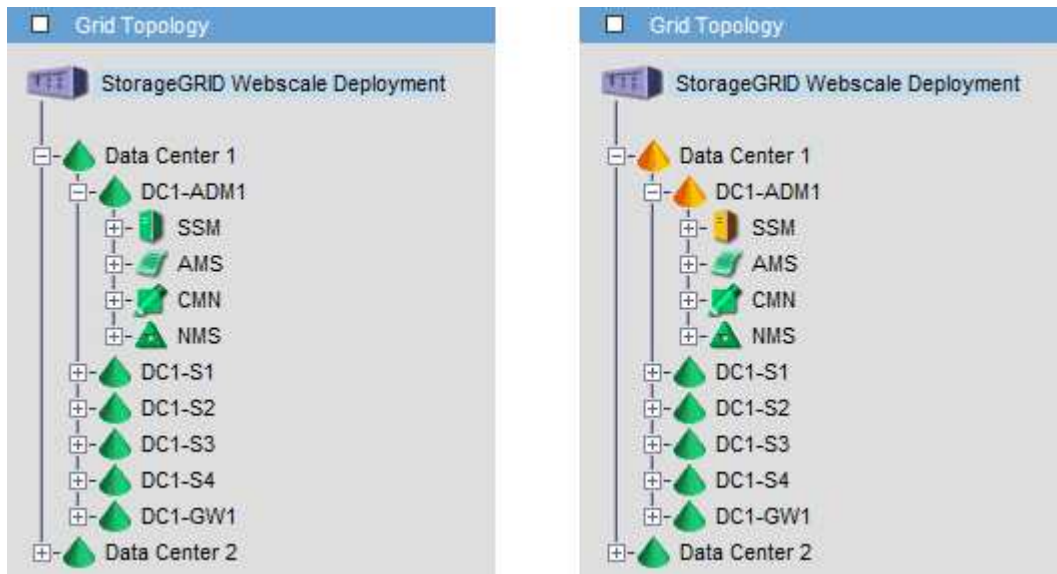 Grid Topology
StorageGRID Webscale Deployment
Data Center 1
DC1-ADM1
SSM
AMS
CMN
NMS
DC1-S1
DC1-S2
DC1-S3
DC1-S4
DC1-GW1
Data Center 2
Grid Topology
StorageGRID Webscale Deployment
Data Center 1
DC1-ADM1
SSM
AMS
CMN
NMS
DC1-S1
DC1-S2
DC1-S3
DC1-S4
DC1-GW1
Data Center 2